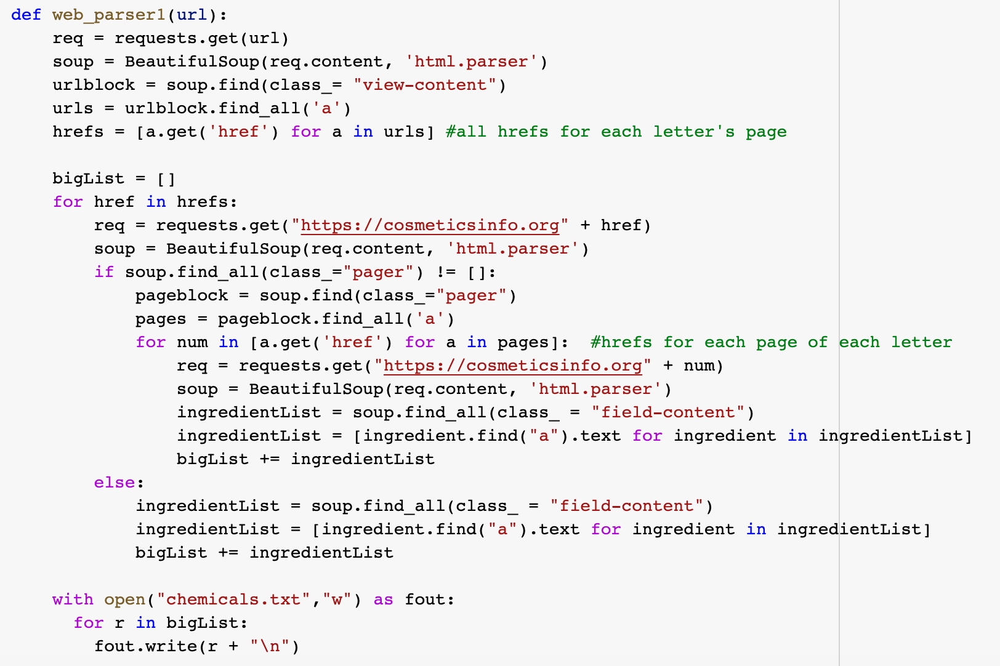 def web_parser1(url):
    req = requests.get(url)
    soup = BeautifulSoup(req.content, 'html.parser')
    urlblock = soup.find(class_= "view-content")
    urls = urlblock.find_all('a')
    hrefs = [a.get('href') for a in urls] #all hrefs for each letter's page

    bigList = []
    for href in hrefs:
        req = requests.get("https://cosmeticsinfo.org" + href)
        soup = BeautifulSoup(req.content, 'html.parser')
        if soup.find_all(class_="pager") != []:
            pageblock = soup.find(class_="pager")
            pages = pageblock.find_all('a')
            for num in [a.get('href') for a in pages]:  #hrefs for each page of each letter
                req = requests.get("https://cosmeticsinfo.org" + num)
                soup = BeautifulSoup(req.content, 'html.parser')
                ingredientList = soup.find_all(class_ = "field-content")
                ingredientList = [ingredient.find("a").text for ingredient in ingredientList]
                bigList += ingredientList
        else:
            ingredientList = soup.find_all(class_ = "field-content")
            ingredientList = [ingredient.find("a").text for ingredient in ingredientList]
            bigList += ingredientList

    with open("chemicals.txt","w") as fout:
      for r in bigList:
        fout.write(r + "\n")